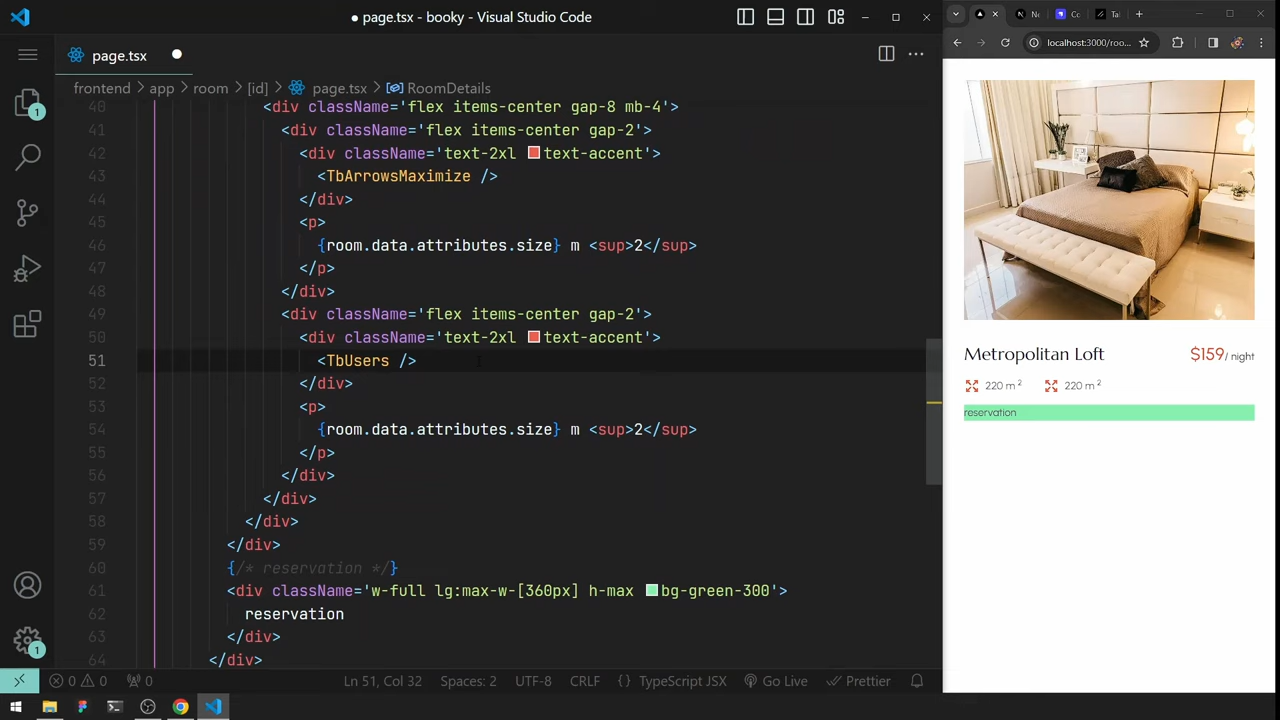 ● page.tsx - booky - Visual Studio Code
page.tsx ●
frontend > app > room > [id] > page.tsx > RoomDetails
40 <div className='flex items-center gap-8 mb-4'>
41 <div className='flex items-center gap-2'>
42 <div className='text-2xl text-accent'>
43 <TbArrowsMaximize />
44 </div>
45 <p>
46 {room.data.attributes.size} m <sup>2</sup>
47 </p>
48 </div>
49 <div className='flex items-center gap-2'>
50 <div className='text-2xl text-accent'>
51 <TbUsers />
52 </div>
53 <p>
54 {room.data.attributes.size} m <sup>2</sup>
55 </p>
56 </div>
57 </div>
58 </div>
59 </div>
60 {/* reservation */}
61 <div className='w-full lg:max-w-[360px] h-max bg-green-300'>
62 reservation
63 </div>
64 </div>
1
1
0 0 0
Ln 51, Col 32
Spaces: 2
UTF-8
CRLF
{} TypeScript JSX
Go Live
Prettier
Co
Tai
localhost:3000/roo...
Metropolitan Loft
$159/ night
220 m 2
220 m 2
reservation